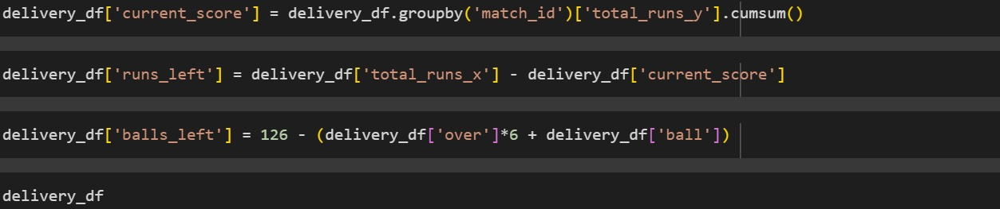 delivery_df['current_score'] = delivery_df.groupby('match_id')['total_runs_y'].cumsum()
delivery_df['runs_left'] = delivery_df['total_runs_x'] - delivery_df['current_score']
delivery_df['balls_left'] = 126 - (delivery_df['over']*6 + delivery_df['ball'])
delivery_df